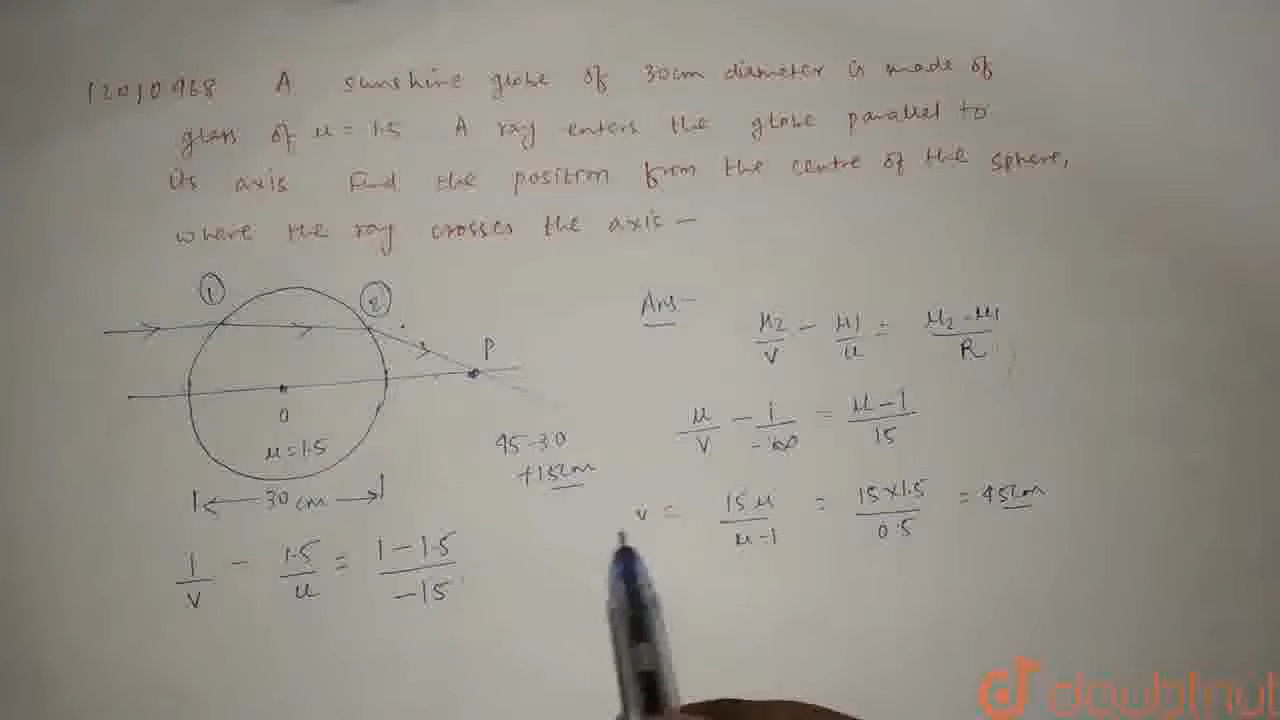 12010968 A sunshine globe of 30cm diameter is made of
glass of μ = 1.5 A ray enters the globe parallel to
its axis Find the position from the centre of the sphere,
where the ray crosses the axis -
1
2
P
O
μ=1.5
30 cm
45-30
+15cm
1/v - 1.5/u = 1-1.5/-15
Ans-
μ2/v - μ1/u = μ2-μ1/R
μ/v - 1/-∞ = μ-1/15
v = 15μ/μ-1 = 15×1.5/0.5 = 45cm
doubtnut